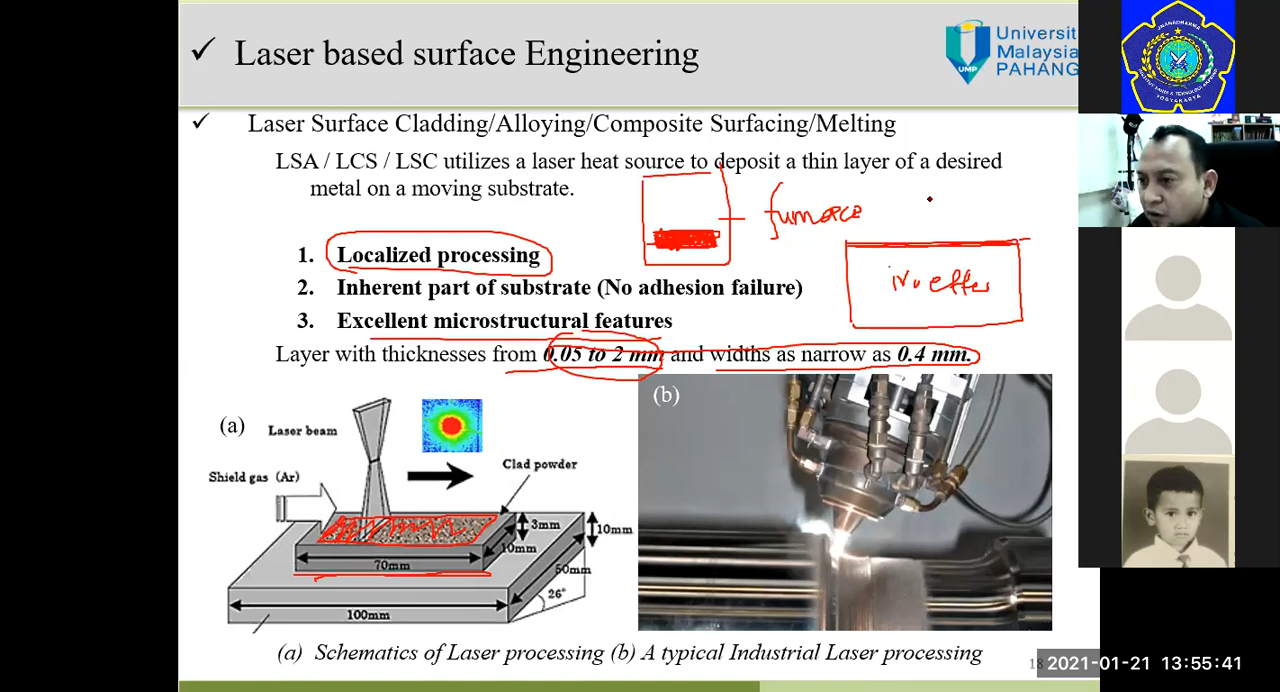 ✓ Laser based surface Engineering
Universit
Malaysia
PAHANG
UMP
✓ Laser Surface Cladding/Alloying/Composite Surfacing/Melting
LSA / LCS / LSC utilizes a laser heat source to deposit a thin layer of a desired
metal on a moving substrate.
furnace
1. Localized processing
2. Inherent part of substrate (No adhesion failure)
3. Excellent microstructural features
Layer with thicknesses from 0.05 to 2 mm and widths as narrow as 0.4 mm.
(a)
Laser beam
Shield gas (Ar)
Clad powder
3mm
10mm
10mm
70mm
50mm
26°
100mm
(b)
(a) Schematics of Laser processing (b) A typical Industrial Laser processing
18
2021-01-21 13:55:41
YOGYAKARTA